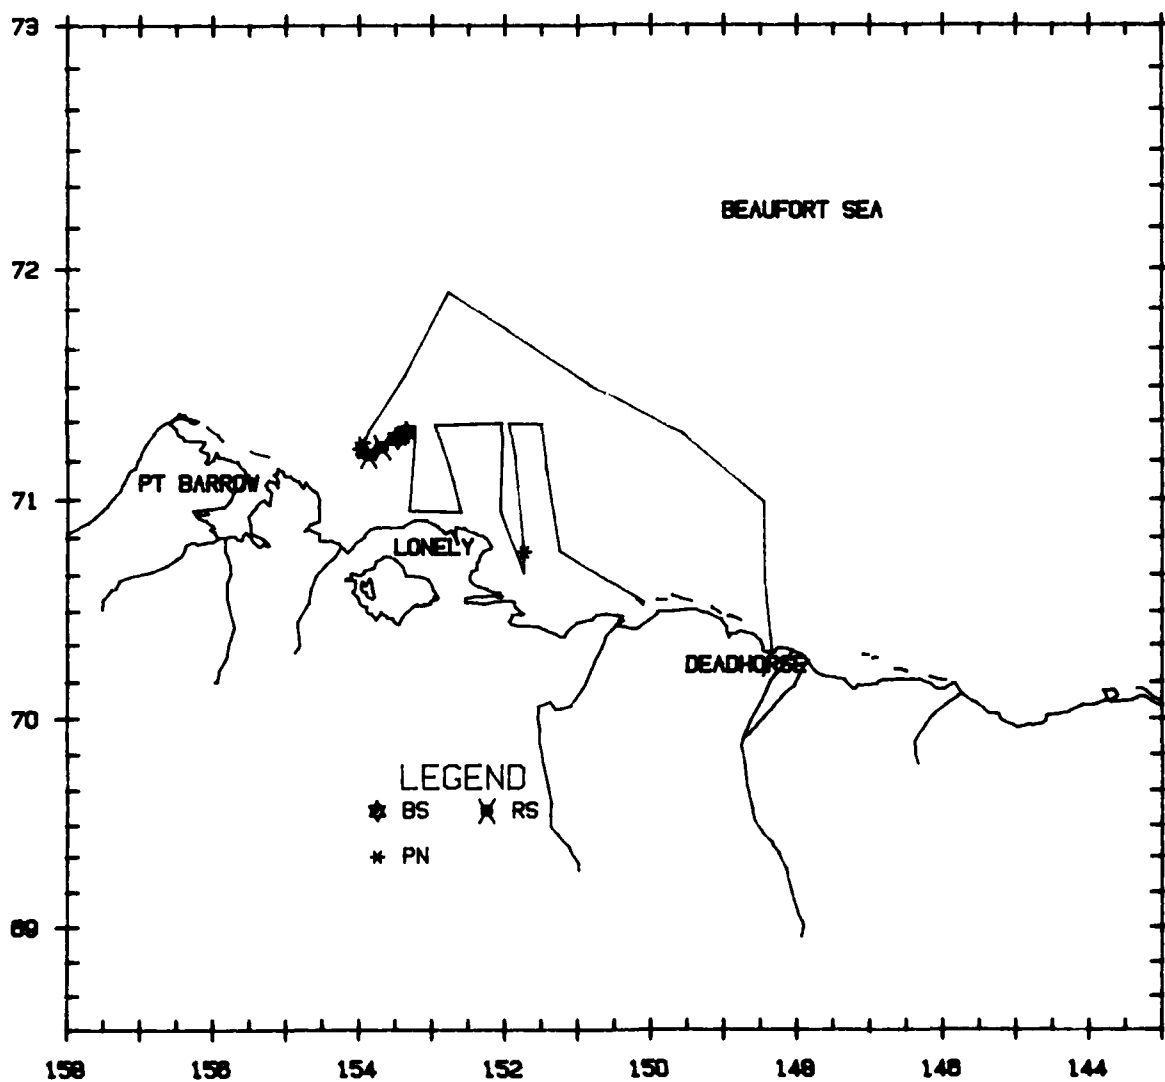 73
BEAUFORT SEA
72
71
PT BARROW
LONELY
DEADHORSE
70
LEGEND
BS RS
PN
69
158 156 154 152 150 148 146 144